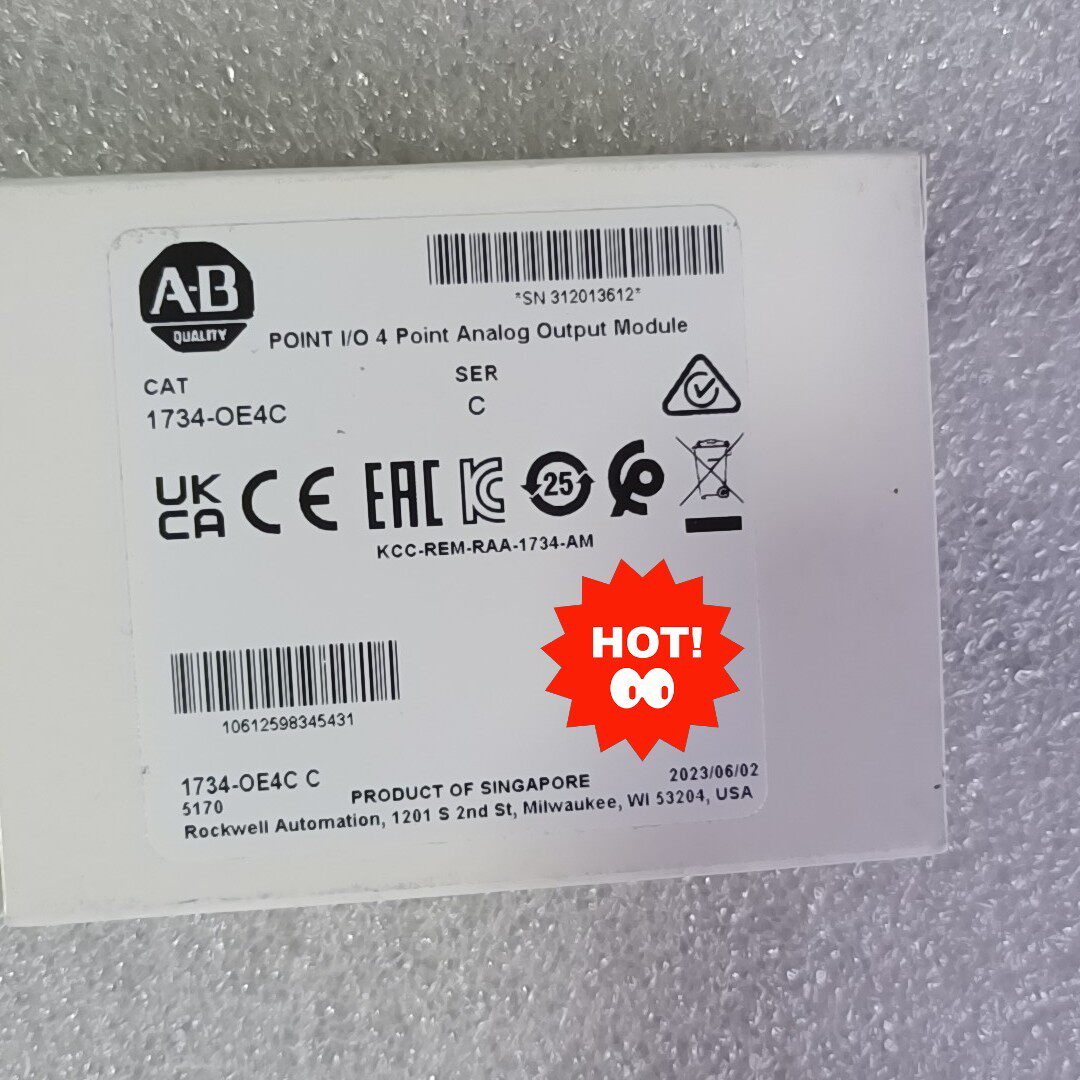 A-B
QUALITY
*SN 312013612*
POINT I/O 4 Point Analog Output Module
CAT
SER
1734-OE4C
C
UK
CA
CE
EAC
KC
25
KCC-REM-RAA-1734-AM
HOT!
10612598345431
1734-OE4C C
5170
PRODUCT OF SINGAPORE
2023/06/02
Rockwell Automation, 1201 S 2nd St, Milwaukee, WI 53204, USA